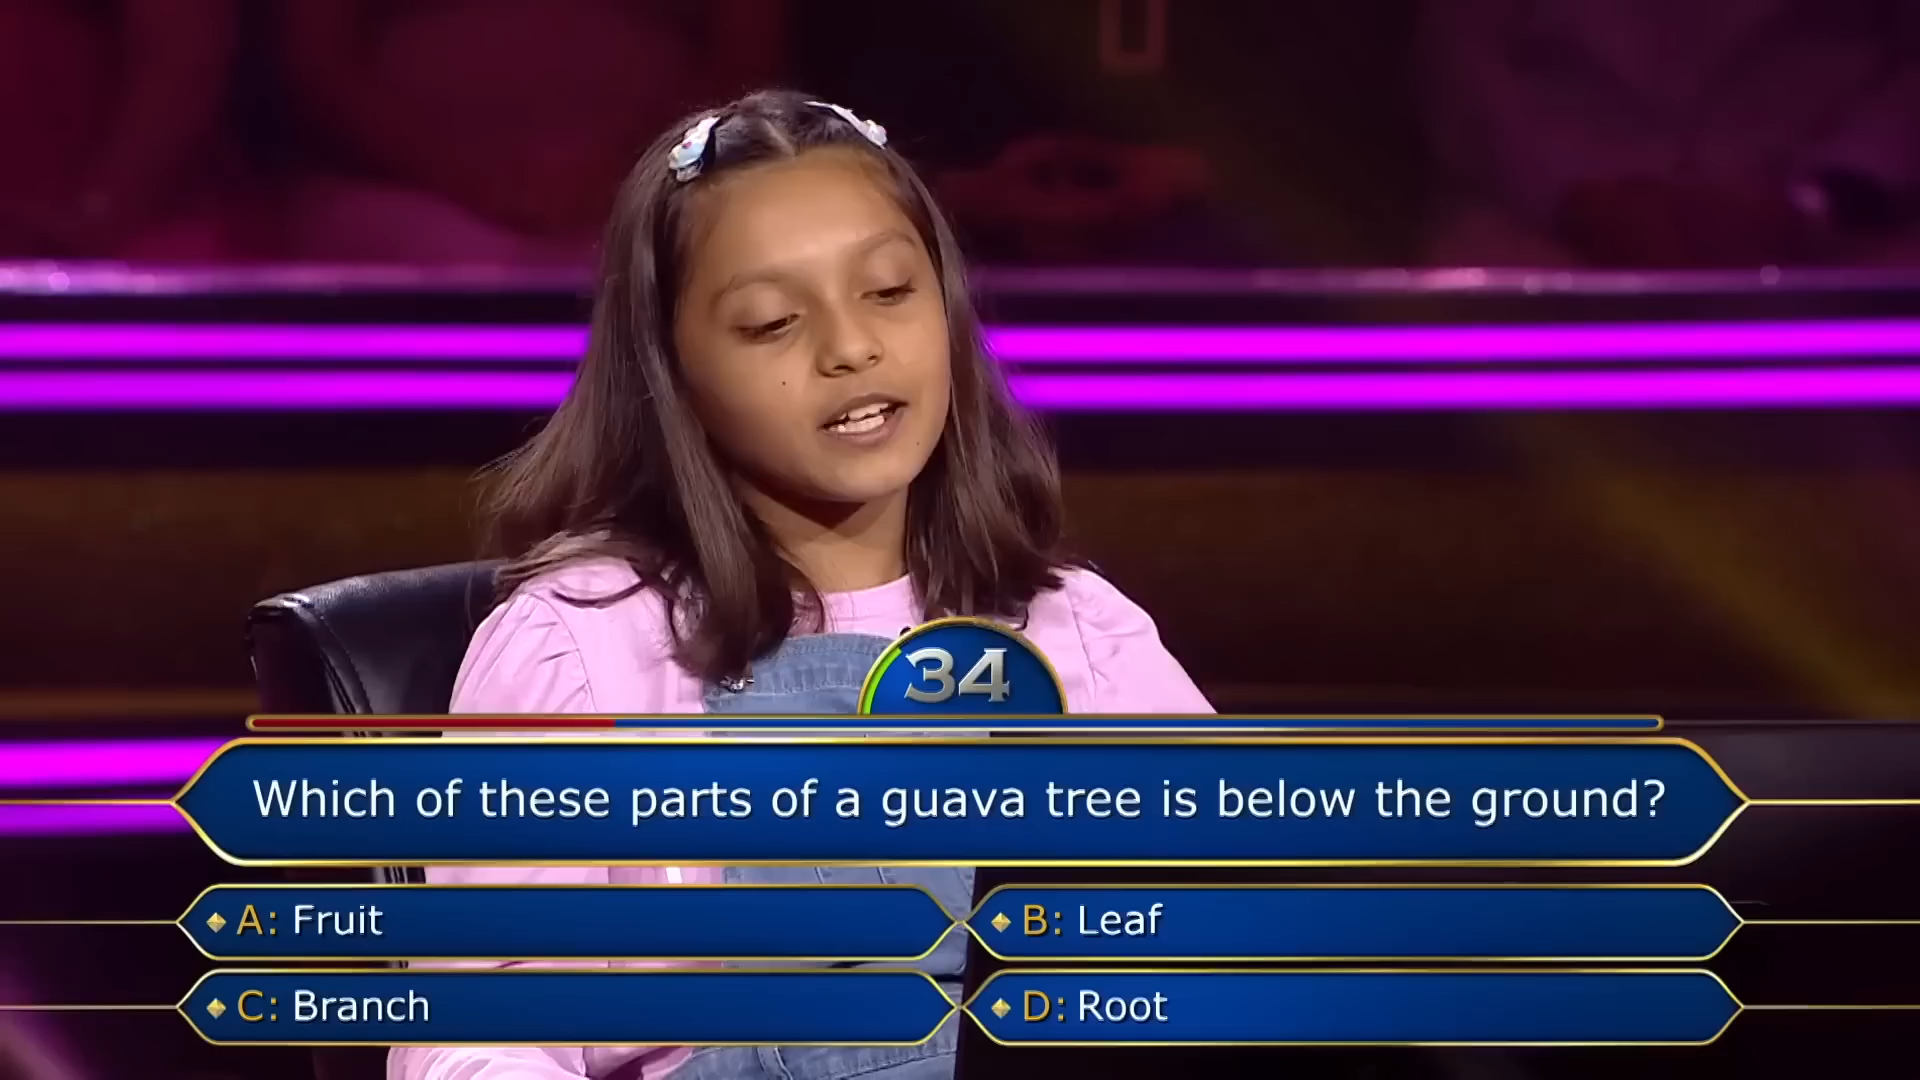 34
Which of these parts of a guava tree is below the ground?
A: Fruit
B: Leaf
C: Branch
D: Root